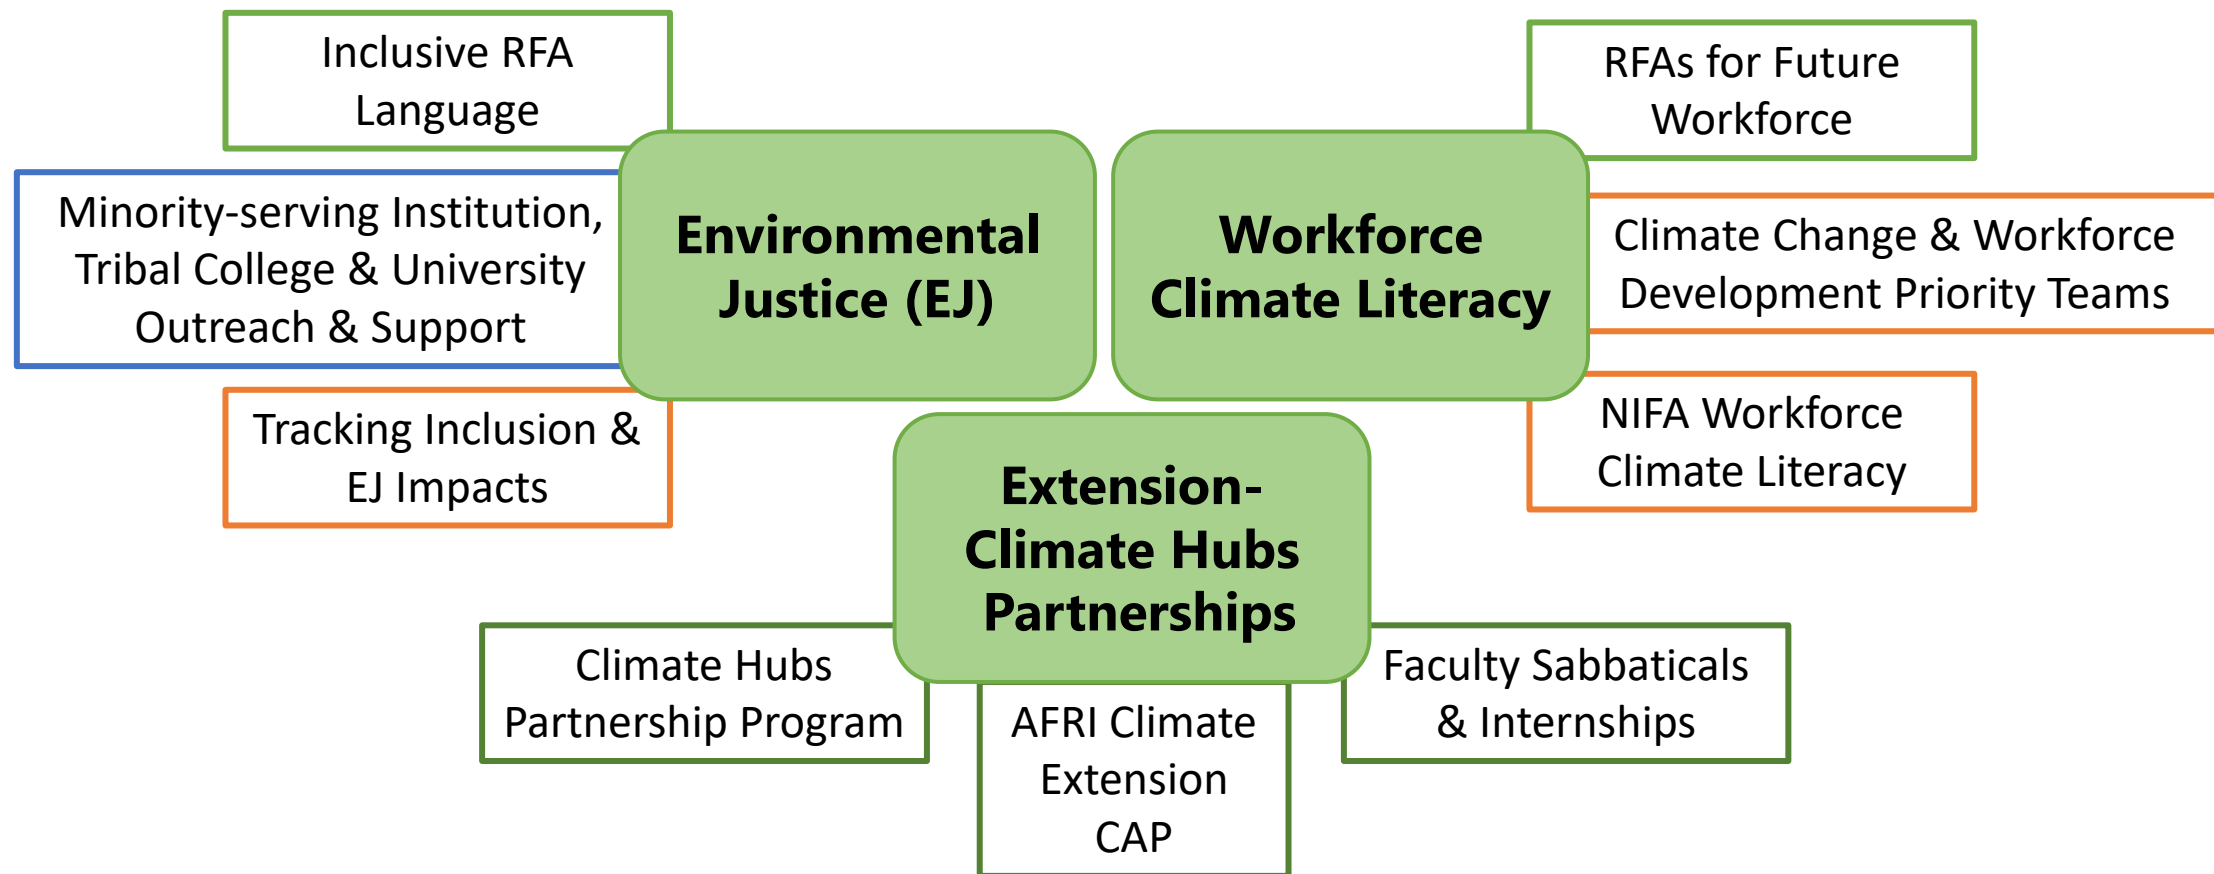 Inclusive RFA
Language
Minority-serving Institution,
Tribal College & University
Outreach & Support
Tracking Inclusion &
EJ Impacts
Environmental
Justice (EJ)
Workforce
Climate Literacy
RFAs for Future
Workforce
Climate Change & Workforce
Development Priority Teams
NIFA Workforce
Climate Literacy
Extension-
Climate Hubs
Partnerships
Climate Hubs
Partnership Program
AFRI Climate
Extension
CAP
Faculty Sabbaticals
& Internships